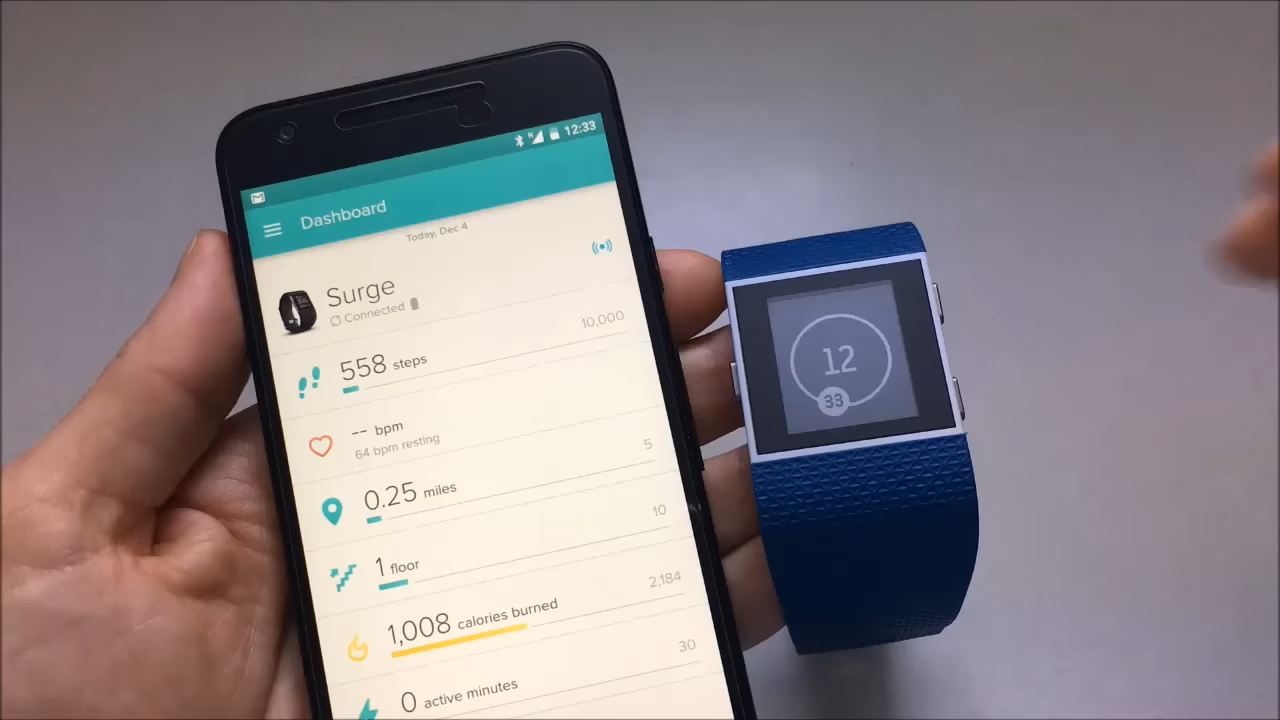 12:33
Dashboard
Today, Dec 4
Surge
Connected
10,000
558 steps
-- bpm
64 bpm resting
5
0.25 miles
10
1 floor
2,184
1,008 calories burned
30
0 active minutes
12
33